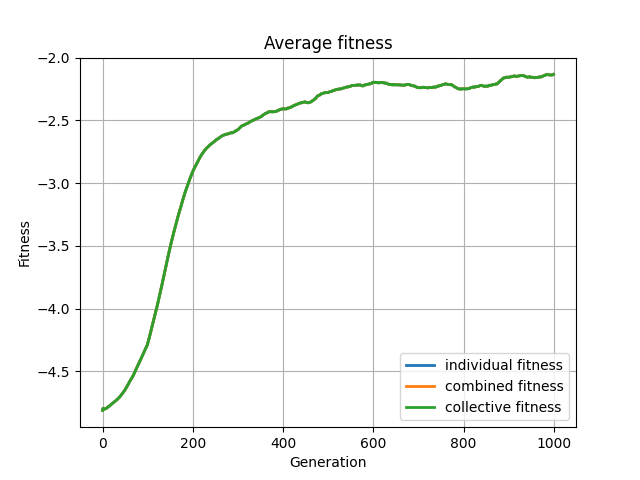 Average fitness
−2.0
−2.5
−3.0
−3.5
−4.0
−4.5
Fitness
individual fitness
combined fitness
collective fitness
0 200 400 600 800 1000
Generation